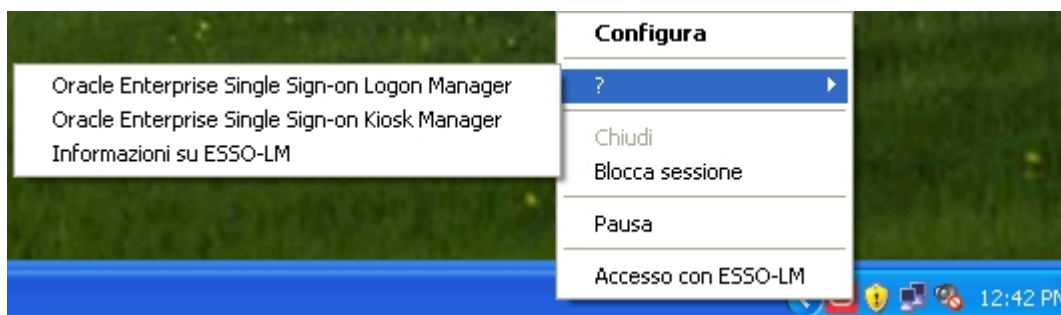 Configura
?
Oracle Enterprise Single Sign-on Logon Manager
Oracle Enterprise Single Sign-on Kiosk Manager
Informazioni su ESSO-LM
Chiudi
Blocca sessione
Pausa
Accesso con ESSO-LM
12:42 PM